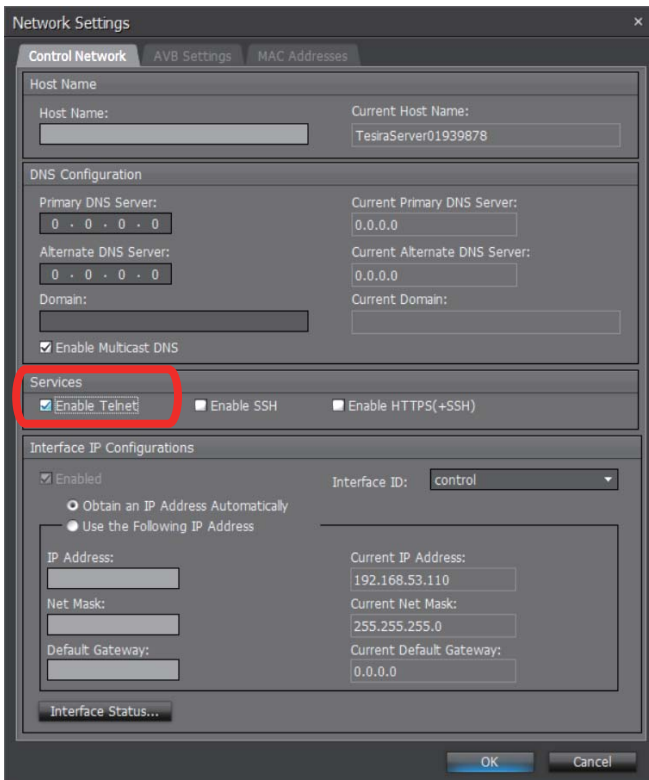 Network Settings
×
Control Network AVB Settings MAC Addresses
Host Name
Host Name: Current Host Name:
TesiraServer01939878
DNS Configuration
Primary DNS Server: Current Primary DNS Server:
0 . 0 . 0 . 0 0.0.0.0
Alternate DNS Server: Current Alternate DNS Server:
0 . 0 . 0 . 0 0.0.0.0
Domain: Current Domain:
Enable Multicast DNS
Services
Enable Telnet Enable SSH Enable HTTPS(+SSH)
Interface IP Configurations
Enabled Interface ID: control
Obtain an IP Address Automatically
Use the Following IP Address
IP Address: Current IP Address:
192.168.53.110
Net Mask: Current Net Mask:
255.255.255.0
Default Gateway: Current Default Gateway:
0.0.0.0
Interface Status...
OK Cancel